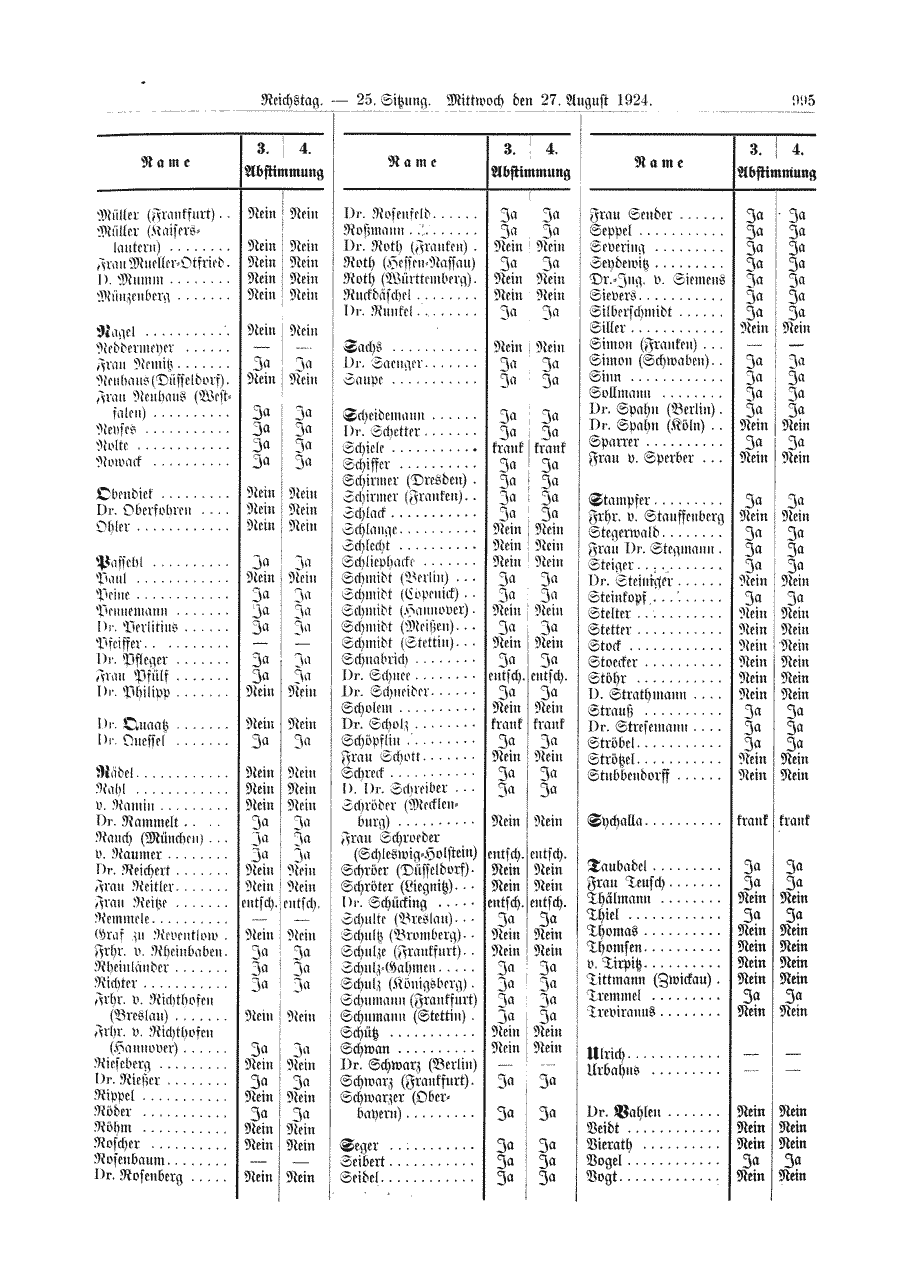 Reichstag. — 25. Sitzung. Mittwoch den 27. August 1924. 995
Name 3. 4. Abstimmung
Müller (Frankfurt) . . Nein Nein
Müller (Kaisers-
lautern) . . . . . . . . Nein Nein
Frau Mueller-Otfried . Nein Nein
D. Mumm . . . . . . . . Nein Nein
Münzenberg . . . . . . . Nein Nein
Nagel . . . . . . . . . . Nein Nein
Neddermeyer . . . . . . — —
Frau Nemitz . . . . . . . Ja Ja
Neuhaus (Düsseldorf) . Nein Nein
Frau Neuhaus (West-
falen) . . . . . . . . . . Ja Ja
Neyses . . . . . . . . . . Ja Ja
Nolte . . . . . . . . . . . Ja Ja
Nowack . . . . . . . . . . Ja Ja
Obendiek . . . . . . . . . Nein Nein
Dr. Oberfohren . . . . Nein Nein
Ohler . . . . . . . . . . . Nein Nein
Passehl . . . . . . . . . . Ja Ja
Paul . . . . . . . . . . . . Nein Nein
Peine . . . . . . . . . . . Ja Ja
Pennemann . . . . . . . Ja Ja
Dr. Perlitius . . . . . . Ja Ja
Pfeiffer . . . . . . . . . — —
Dr. Pfleger . . . . . . . Ja Ja
Frau Pfülf . . . . . . . Ja Ja
Dr. Philipp . . . . . . . Nein Nein
Dr. Quaatz . . . . . . . Nein Nein
Dr. Quessel . . . . . . . Ja Ja
Rädel . . . . . . . . . . . Nein Nein
Rahl . . . . . . . . . . . . Nein Nein
v. Ramin . . . . . . . . . Nein Nein
Dr. Rammelt . . . . . . Ja Ja
Rauch (München) . . . Ja Ja
v. Raumer . . . . . . . . Ja Ja
Dr. Reichert . . . . . . . Nein Nein
Frau Reitler . . . . . . . Nein Nein
Frau Reitze . . . . . . . entsch. entsch.
Remmele . . . . . . . . . — —
Graf zu Reventlow . Nein Nein
Frhr. v. Rheinbaben . Ja Ja
Rheinländer . . . . . . . Ja Ja
Richter . . . . . . . . . . Ja Ja
Frhr. v. Richthofen
(Breslau) . . . . . . . Nein Nein
Frhr. v. Richthofen
(Hannover) . . . . . . Ja Ja
Rieseberg . . . . . . . . . Nein Nein
Dr. Rießer . . . . . . . . Ja Ja
Rippel . . . . . . . . . . . Nein Nein
Röder . . . . . . . . . . . Ja Ja
Röhm . . . . . . . . . . . Nein Nein
Roscher . . . . . . . . . . Nein Nein
Rosenbaum . . . . . . . . — —
Dr. Rosenberg . . . . . Nein Nein
Name 3. 4. Abstimmung
Dr. Rosenfeld . . . . . . Ja Ja
Roßmann . . . . . . . . . Ja Ja
Dr. Roth (Franken) . Nein Nein
Roth (Hessen-Nassau) Ja Ja
Roth (Württemberg) . Nein Nein
Ruckdäschel . . . . . . . . Nein Nein
Dr. Runkel . . . . . . . . Ja Ja
Sachs . . . . . . . . . . . Nein Nein
Dr. Saenger . . . . . . . Ja Ja
Saupe . . . . . . . . . . . Ja Ja
Scheidemann . . . . . . Ja Ja
Dr. Schetter . . . . . . . Ja Ja
Schiele . . . . . . . . . . . krank krank
Schiffer . . . . . . . . . . Ja Ja
Schirmer (Dresden) . Ja Ja
Schirmer (Franken) . . Ja Ja
Schlack . . . . . . . . . . . Ja Ja
Schlange . . . . . . . . . . Nein Nein
Schlecht . . . . . . . . . . Nein Nein
Schliephacke . . . . . . . Nein Nein
Schmidt (Berlin) . . . Ja Ja
Schmidt (Copenick) . . Ja Ja
Schmidt (Hannover) . Nein Nein
Schmidt (Meißen) . . . Ja Ja
Schmidt (Stettin) . . . Nein Nein
Schnabrich . . . . . . . . Ja Ja
Dr. Schnee . . . . . . . . entsch. entsch.
Dr. Schneider . . . . . . Ja Ja
Scholem . . . . . . . . . . Nein Nein
Dr. Scholz . . . . . . . . krank krank
Schöpflin . . . . . . . . . Ja Ja
Frau Schott . . . . . . . Nein Nein
Schreck . . . . . . . . . . . Ja Ja
D. Dr. Schreiber . . . Ja Ja
Schröder (Mecklen-
burg) . . . . . . . . . . Nein Nein
Frau Schroeder
(Schleswig-Holstein) entsch. entsch.
Schröer (Düsseldorf) . Nein Nein
Schröter (Liegnitz) . . . Nein Nein
Dr. Schücking . . . . . entsch. entsch.
Schulte (Breslau) . . . Ja Ja
Schultz (Bromberg) . . Nein Nein
Schulze (Frankfurt) . . Nein Nein
Schulz-Gahmen . . . . . Ja Ja
Schulz (Königsberg) . Ja Ja
Schumann (Frankfurt) Ja Ja
Schumann (Stettin) . Ja Ja
Schütz . . . . . . . . . . . Nein Nein
Schwan . . . . . . . . . . Nein Nein
Dr. Schwarz (Berlin) — —
Schwarz (Frankfurt) . Ja Ja
Schwarzer (Ober-
bayern) . . . . . . . . . Ja Ja
Seger . . . . . . . . . . . Ja Ja
Seibert . . . . . . . . . . . Ja Ja
Seidel . . . . . . . . . . . . Ja Ja
Name 3. 4. Abstimmung
Frau Sender . . . . . . Ja Ja
Seppel . . . . . . . . . . . Ja Ja
Severing . . . . . . . . . Ja Ja
Seydewitz . . . . . . . . . Ja Ja
Dr.-Ing. v. Siemens Ja Ja
Sievers . . . . . . . . . . . Ja Ja
Silberschmidt . . . . . . Ja Ja
Siller . . . . . . . . . . . . Nein Nein
Simon (Franken) . . . — —
Simon (Schwaben) . . Ja Ja
Sinn . . . . . . . . . . . . Ja Ja
Sollmann . . . . . . . . Ja Ja
Dr. Spahn (Berlin) . Ja Ja
Dr. Spahn (Köln) . . Nein Nein
Sparrer . . . . . . . . . . Ja Ja
Frau v. Sperber . . . Nein Nein
Stampfer . . . . . . . . . Ja Ja
Frhr. v. Stauffenberg Nein Nein
Stegerwald . . . . . . . . Ja Ja
Frau Dr. Stegmann . Ja Ja
Steiger . . . . . . . . . . . Ja Ja
Dr. Steiniger . . . . . . Nein Nein
Steinkopf . . . . . . . . . Ja Ja
Stelter . . . . . . . . . . . Nein Nein
Stetter . . . . . . . . . . . Nein Nein
Stock . . . . . . . . . . . . Nein Nein
Stoecker . . . . . . . . . . Nein Nein
Stöhr . . . . . . . . . . . . Nein Nein
D. Strathmann . . . . Nein Nein
Strauß . . . . . . . . . . Ja Ja
Dr. Stresemann . . . . Ja Ja
Ströbel . . . . . . . . . . . Ja Ja
Strötzel . . . . . . . . . . . Nein Nein
Stubbendorff . . . . . . Nein Nein
Sychalla . . . . . . . . . . krank krank
Taubadel . . . . . . . . . Ja Ja
Frau Teusch . . . . . . . Ja Ja
Thälmann . . . . . . . . Nein Nein
Thiel . . . . . . . . . . . . Ja Ja
Thomas . . . . . . . . . . Nein Nein
Thomsen . . . . . . . . . . Nein Nein
v. Tirpitz . . . . . . . . . . Nein Nein
Tittmann (Zwickau) . Nein Nein
Tremmel . . . . . . . . . Ja Ja
Treviranus . . . . . . . . Nein Nein
Ulrich . . . . . . . . . . . . — —
Urbahns . . . . . . . . . — —
Dr. Vahlen . . . . . . . Nein Nein
Veidt . . . . . . . . . . . . Nein Nein
Vierath . . . . . . . . . . Nein Nein
Vogel . . . . . . . . . . . . Ja Ja
Vogt . . . . . . . . . . . . . Nein Nein